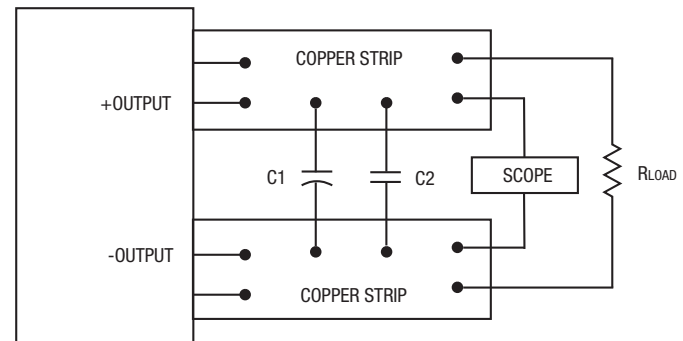 COPPER STRIP
+OUTPUT
C1
C2
SCOPE
RLOAD
-OUTPUT
COPPER STRIP